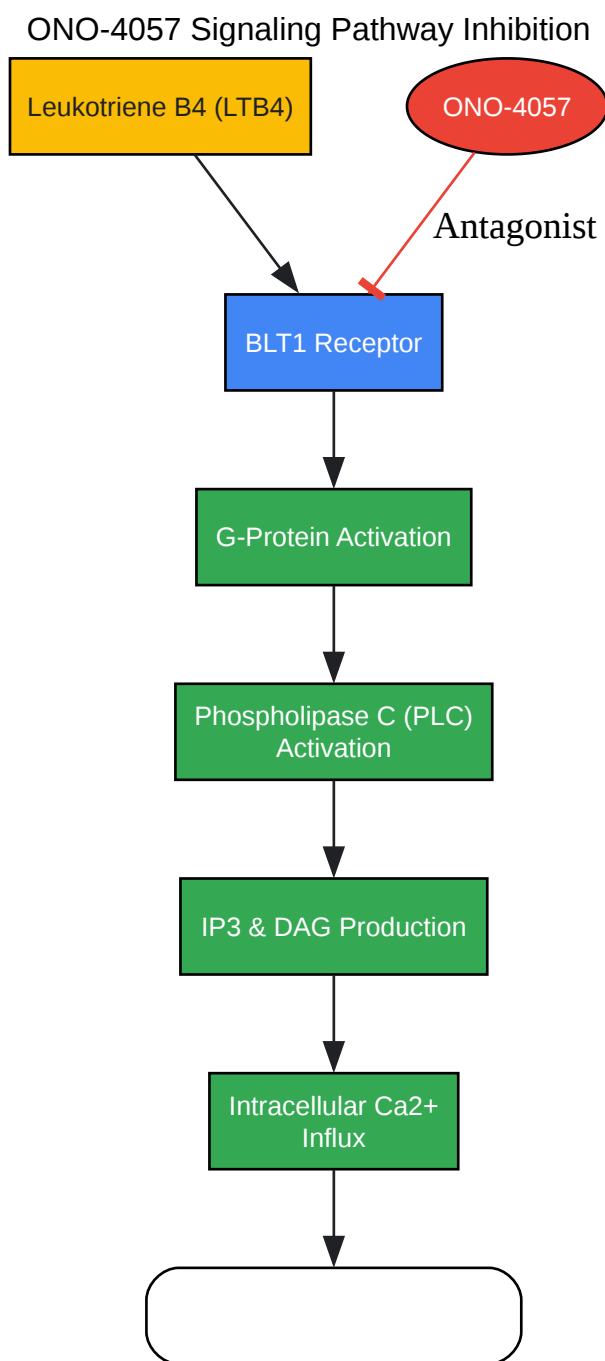 ONO-4057 Signaling Pathway Inhibition
Leukotriene B4 (LTB4)
ONO-4057
Antagonist
BLT1 Receptor
G-Protein Activation
Phospholipase C (PLC)
Activation
IP3 & DAG Production
Intracellular Ca2+
Influx